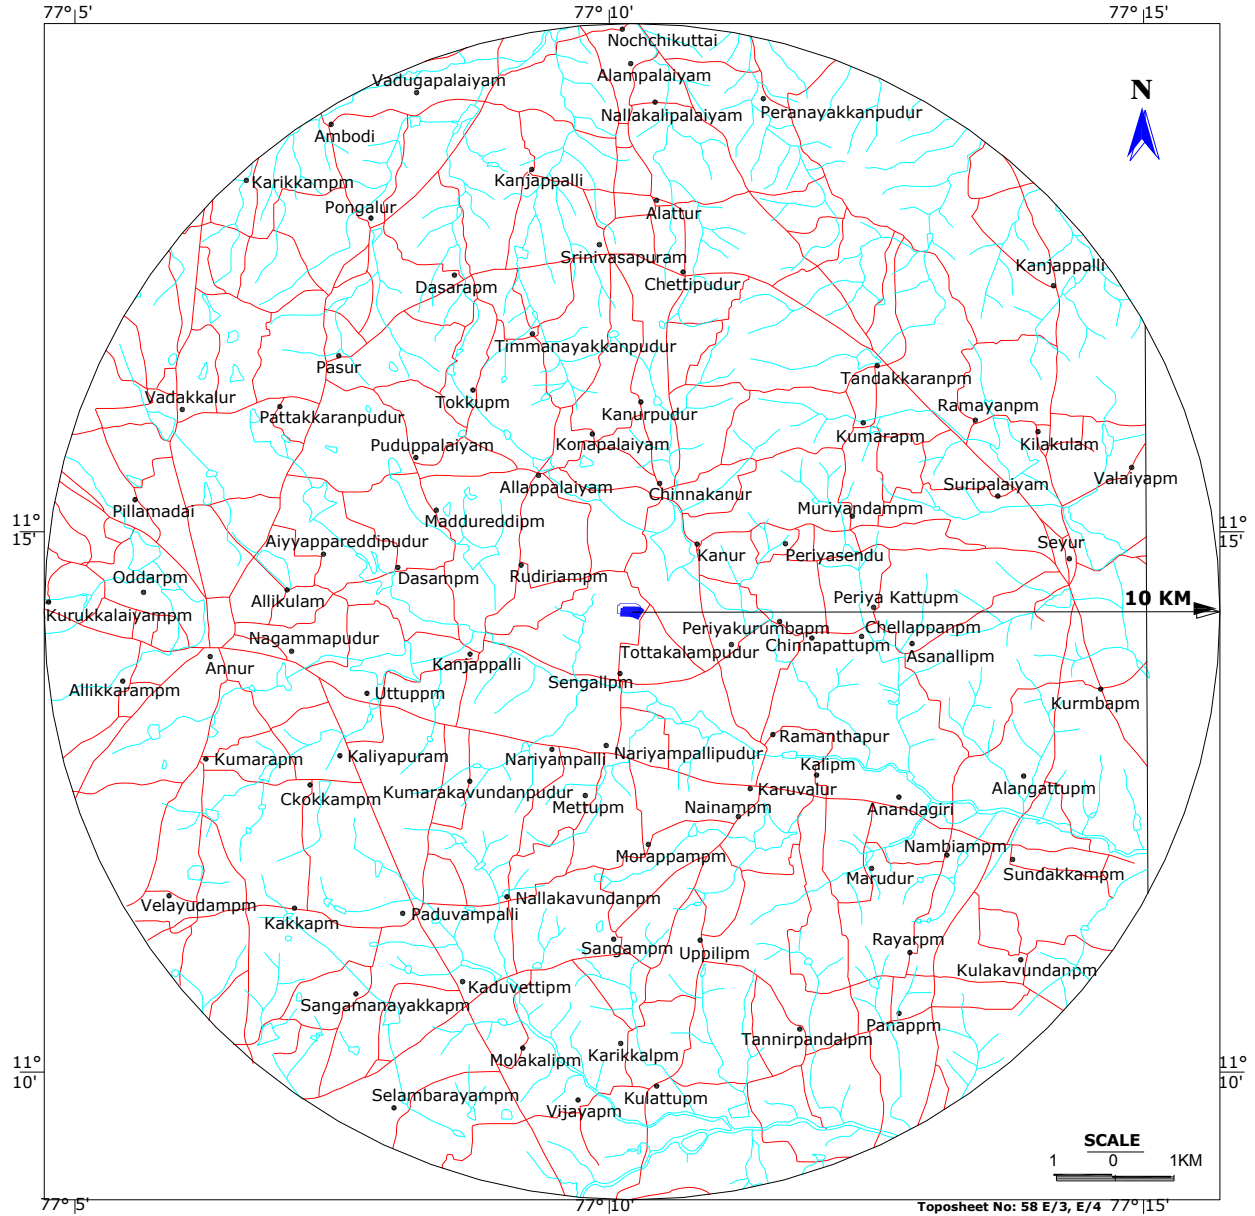 77° 5' 77° 10' 77° 15'
Nochchikuttai
N
Alampalaiyam
Vadugapalaiyam
Nallakalipalaiyam
Peranayakkanpudur
Ambodi
Kanjappalli
Karikkampm
Pongalur
Alattur
Srinivasapuram
Kanjappalli
Dasarapm
Chettipudur
Timmanayakkanpudur
Pasur
Tandakkaranpm
Vadakkalur
Tokkupm
Ramayanpm
Pattakkaranpudur
Kanurpudur
Kumarapm
Kilakulam
Puduppalaiyam
Konapalaiyam
Valaiyapm
Suripalaiyam
Allappalaiyam
Chinnakanur
Pillamadai
Muriyandampm
11°
15'
Maddureddipm
11°
15'
Aiyyappareddipudur
Seyur
Kanur
Periyasendu
Oddarpm
Dasampm
Rudiriampm
Allikulam
Periya Kattupm
10 KM
Kurukkalaiyampm
Periyakurumbapm
Chellappanpm
Nagammapudur
Chinnapattupm
Tottakalampudur
Asanallipm
Annur
Kanjappalli
Sengallpm
Allikkarampm
Uttuppm
Kurmbapm
Ramanthapur
Kumarapm
Kaliyapuram
Nariyampalli
Nariyampallipudur
Kalipm
Ckokkampm
Kumarakavundanpudur
Karuvalur
Alangattupm
Mettupm
Nainampm
Anandagiri
Morappampm
Nambiampm
Marudur
Sundakkampm
Velayudampm
Nallakavundanpm
Kakkapm
Paduvampalli
Sangampm
Uppilipm
Rayarpm
Kulakavundanpm
Kaduvettipm
Sangamanayakkapm
Panappm
Tannirpandalpm
Molakalipm
Karikkalpm
11°
10'
11°
10'
Selambarayampm
Kulattupm
Vijayapm
SCALE
1 0 1KM
77° 5' 77° 10' 77° 15'
Toposheet No: 58 E/3, E/4